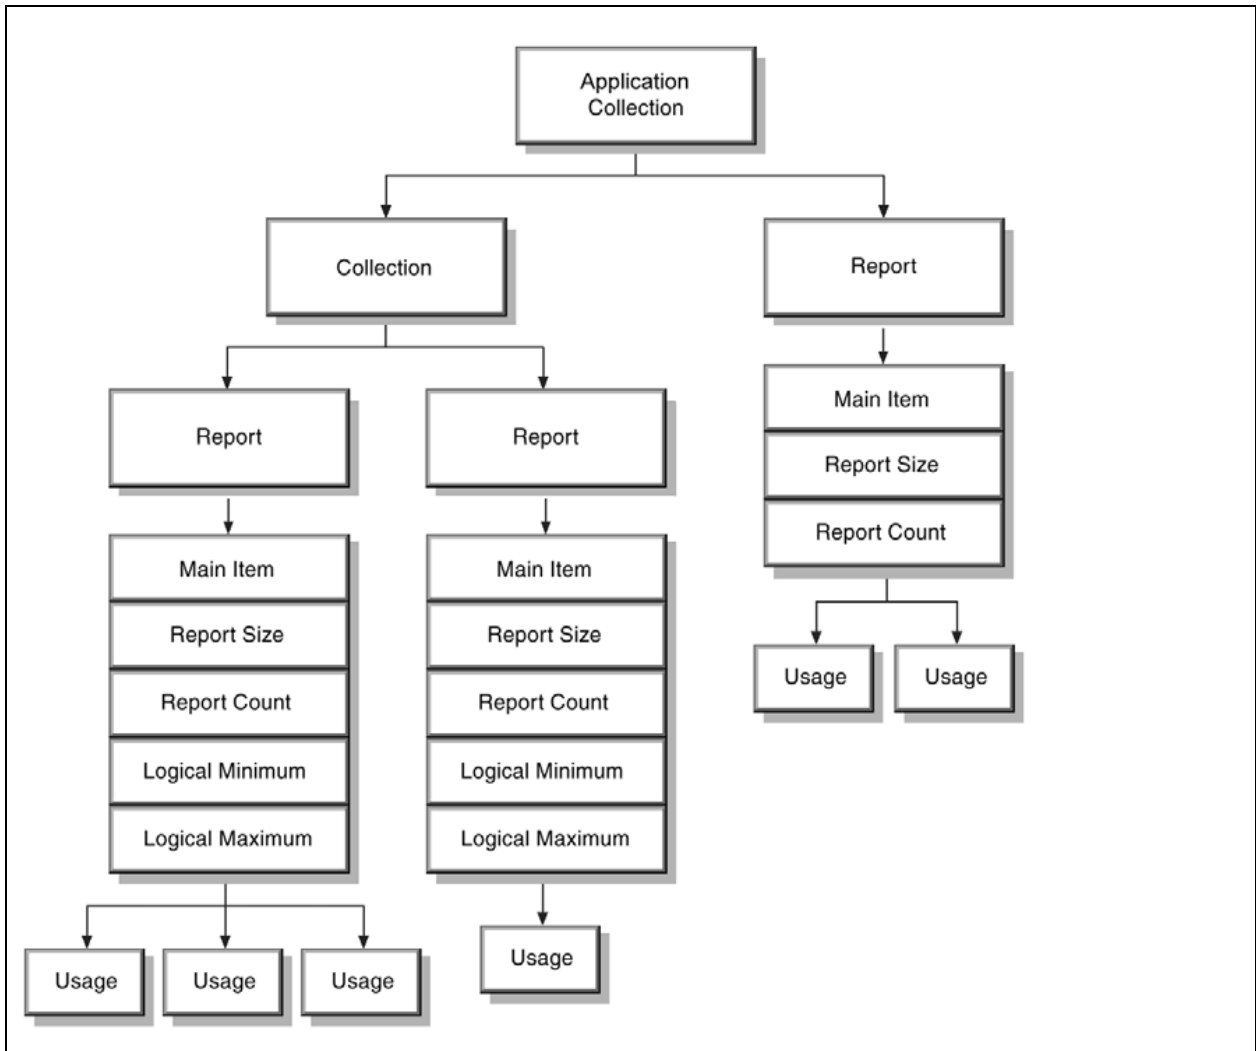 Application
Collection
Collection
Report
Report
Report
Main Item
Report Size
Report Count
Main Item
Report Size
Report Count
Logical Minimum
Logical Maximum
Main Item
Report Size
Report Count
Logical Minimum
Logical Maximum
Usage
Usage
Usage
Usage
Usage
Usage